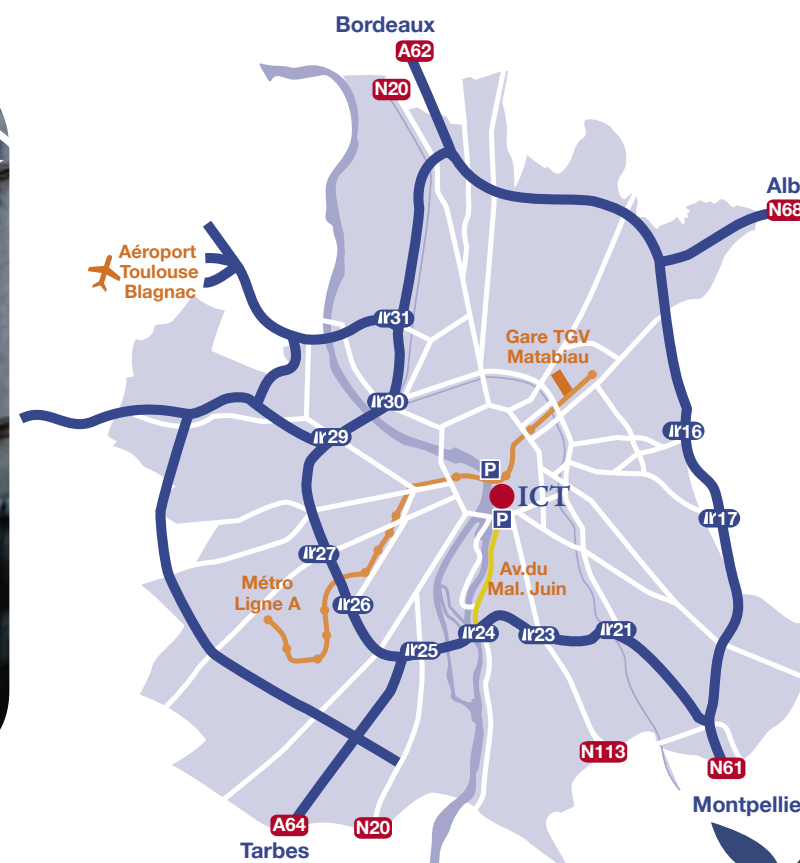 Bordeaux
A62
N20
Alb
N68
Aéroport
Toulouse
Blagnac
31
Gare TGV
Matabiau
30
29
16
P
ICT
P
17
27
Av.du
Mal. Juin
Métro
Ligne A
26
24
23
21
25
N113
N61
Montpellie
A64
N20
Tarbes